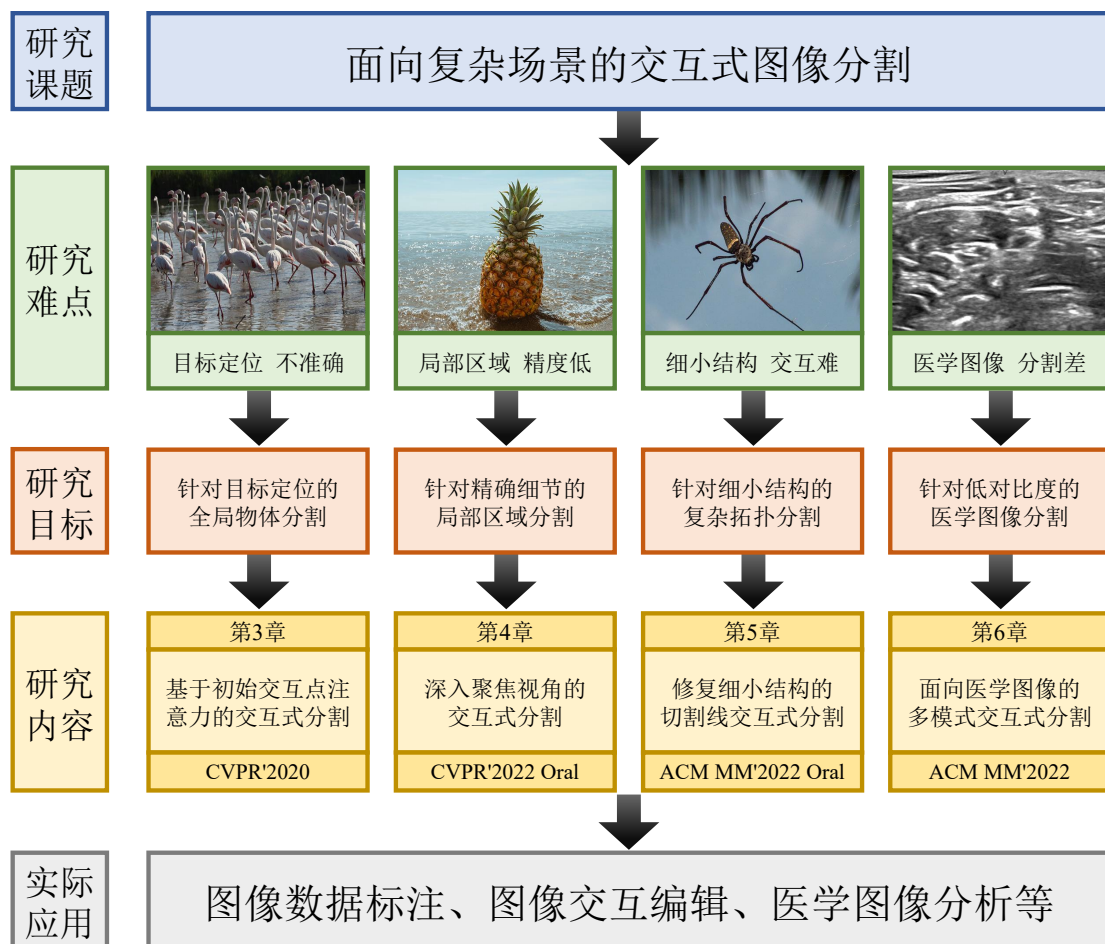 研究
课题
面向复杂场景的交互式图像分割
研究
难点
目标定位 不准确
局部区域 精度低
细小结构 交互难
医学图像 分割差
研究
目标
针对目标定位的
全局物体分割
针对精确细节的
局部区域分割
针对细小结构的
复杂拓扑分割
针对低对比度的
医学图像分割
研究
内容
第3章
基于初始交互点注
意力的交互式分割
CVPR'2020
第4章
深入聚焦视角的
交互式分割
CVPR'2022 Oral
第5章
修复细小结构的
切割线交互式分割
ACM MM'2022 Oral
第6章
面向医学图像的
多模式交互式分割
ACM MM'2022
实际
应用
图像数据标注、图像交互编辑、医学图像分析等